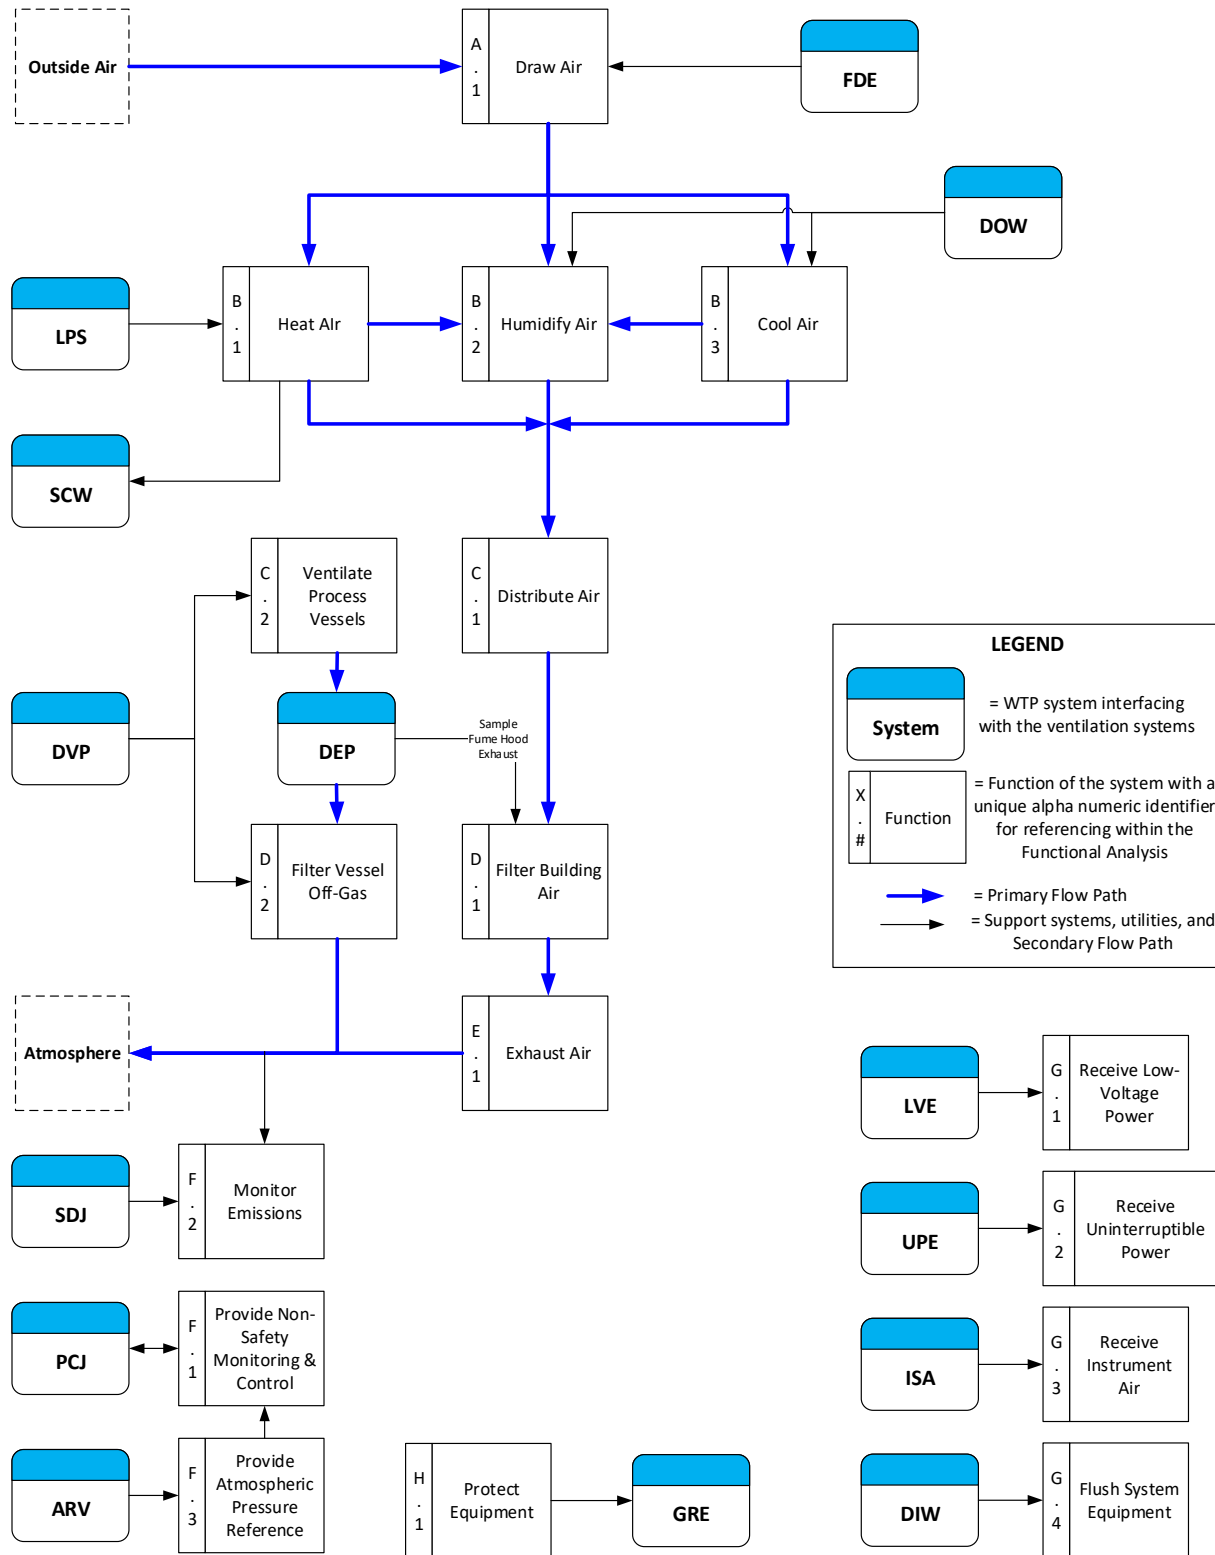 Outside Air
A
.
1
Draw Air
FDE
DOW
LPS
B
.
1
Heat AIr
B
.
2
Humidify Air
B
.
3
Cool Air
SCW
C
.
2
Ventilate
Process
Vessels
C
.
1
Distribute Air
DVP
DEP
Sample
Fume Hood
Exhaust
D
.
2
Filter Vessel
Off-Gas
D
.
1
Filter Building
Air
LEGEND
System
= WTP system interfacing
with the ventilation systems
X
.
#
Function
= Function of the system with a
unique alpha numeric identifier
for referencing within the
Functional Analysis
= Primary Flow Path
= Support systems, utilities, and
Secondary Flow Path
Atmosphere
E
.
1
Exhaust Air
SDJ
F
.
2
Monitor
Emissions
PCJ
F
.
1
Provide Non-
Safety
Monitoring &
Control
ARV
F
.
3
Provide
Atmospheric
Pressure
Reference
H
.
1
Protect
Equipment
GRE
LVE
G
.
1
Receive Low-
Voltage
Power
UPE
G
.
2
Receive
Uninterruptible
Power
ISA
G
.
3
Receive
Instrument
Air
DIW
G
.
4
Flush System
Equipment